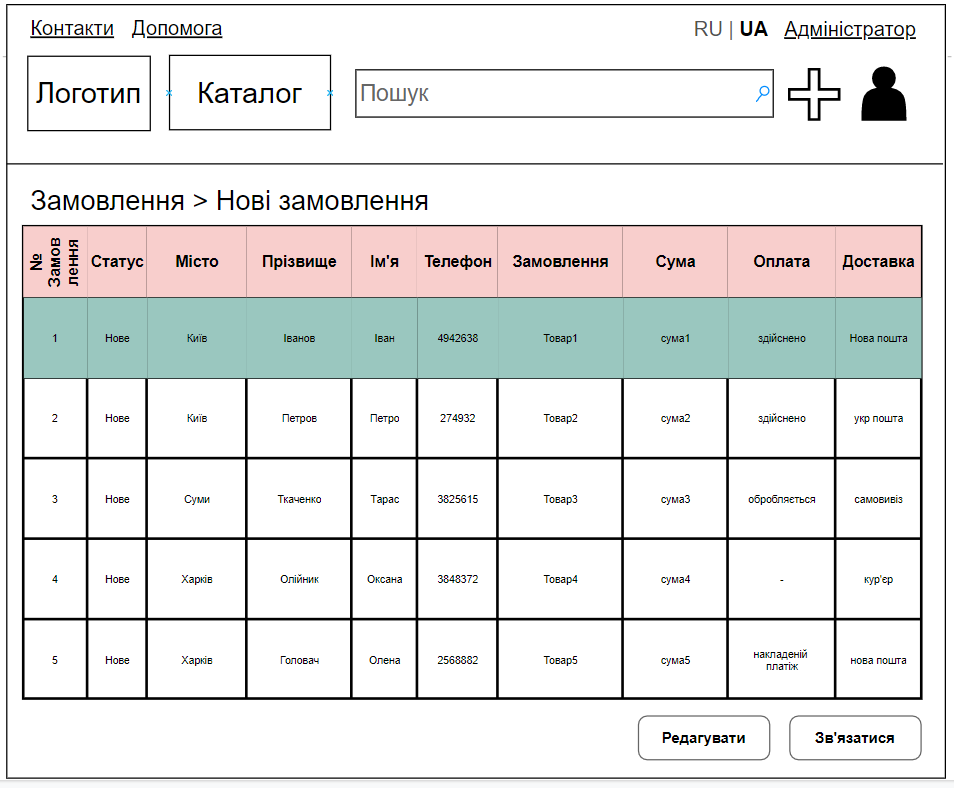 Контакти Допомога RU | UA Адміністратор
Логотип Каталог Пошук
Замовлення > Нові замовлення
№ Замов лення Статус Місто Прізвище Ім'я Телефон Замовлення Сума Оплата Доставка
1 Нове Київ Іванов Іван 4942638 Товар1 сума1 здійснено Нова пошта
2 Нове Київ Петров Петро 274932 Товар2 сума2 здійснено укр пошта
3 Нове Суми Ткаченко Тарас 3825615 Товар3 сума3 обробляється самовивіз
4 Нове Харків Олійник Оксана 3848372 Товар4 сума4 - кур'єр
5 Нове Харків Головач Олена 2568882 Товар5 сума5 накладеній платіж нова пошта
Редагувати Зв'язатися